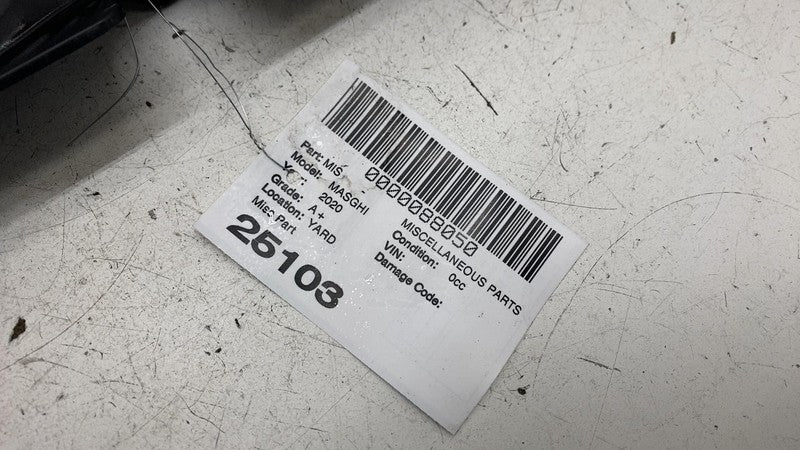 0000088050
Part: MIS MISCELLANEOUS PARTS
Model: MASGHI Condition: 0cc
Year: 2020 VIN:
Grade: A+ Damage Code:
Location: YARD
Misc Part
25103